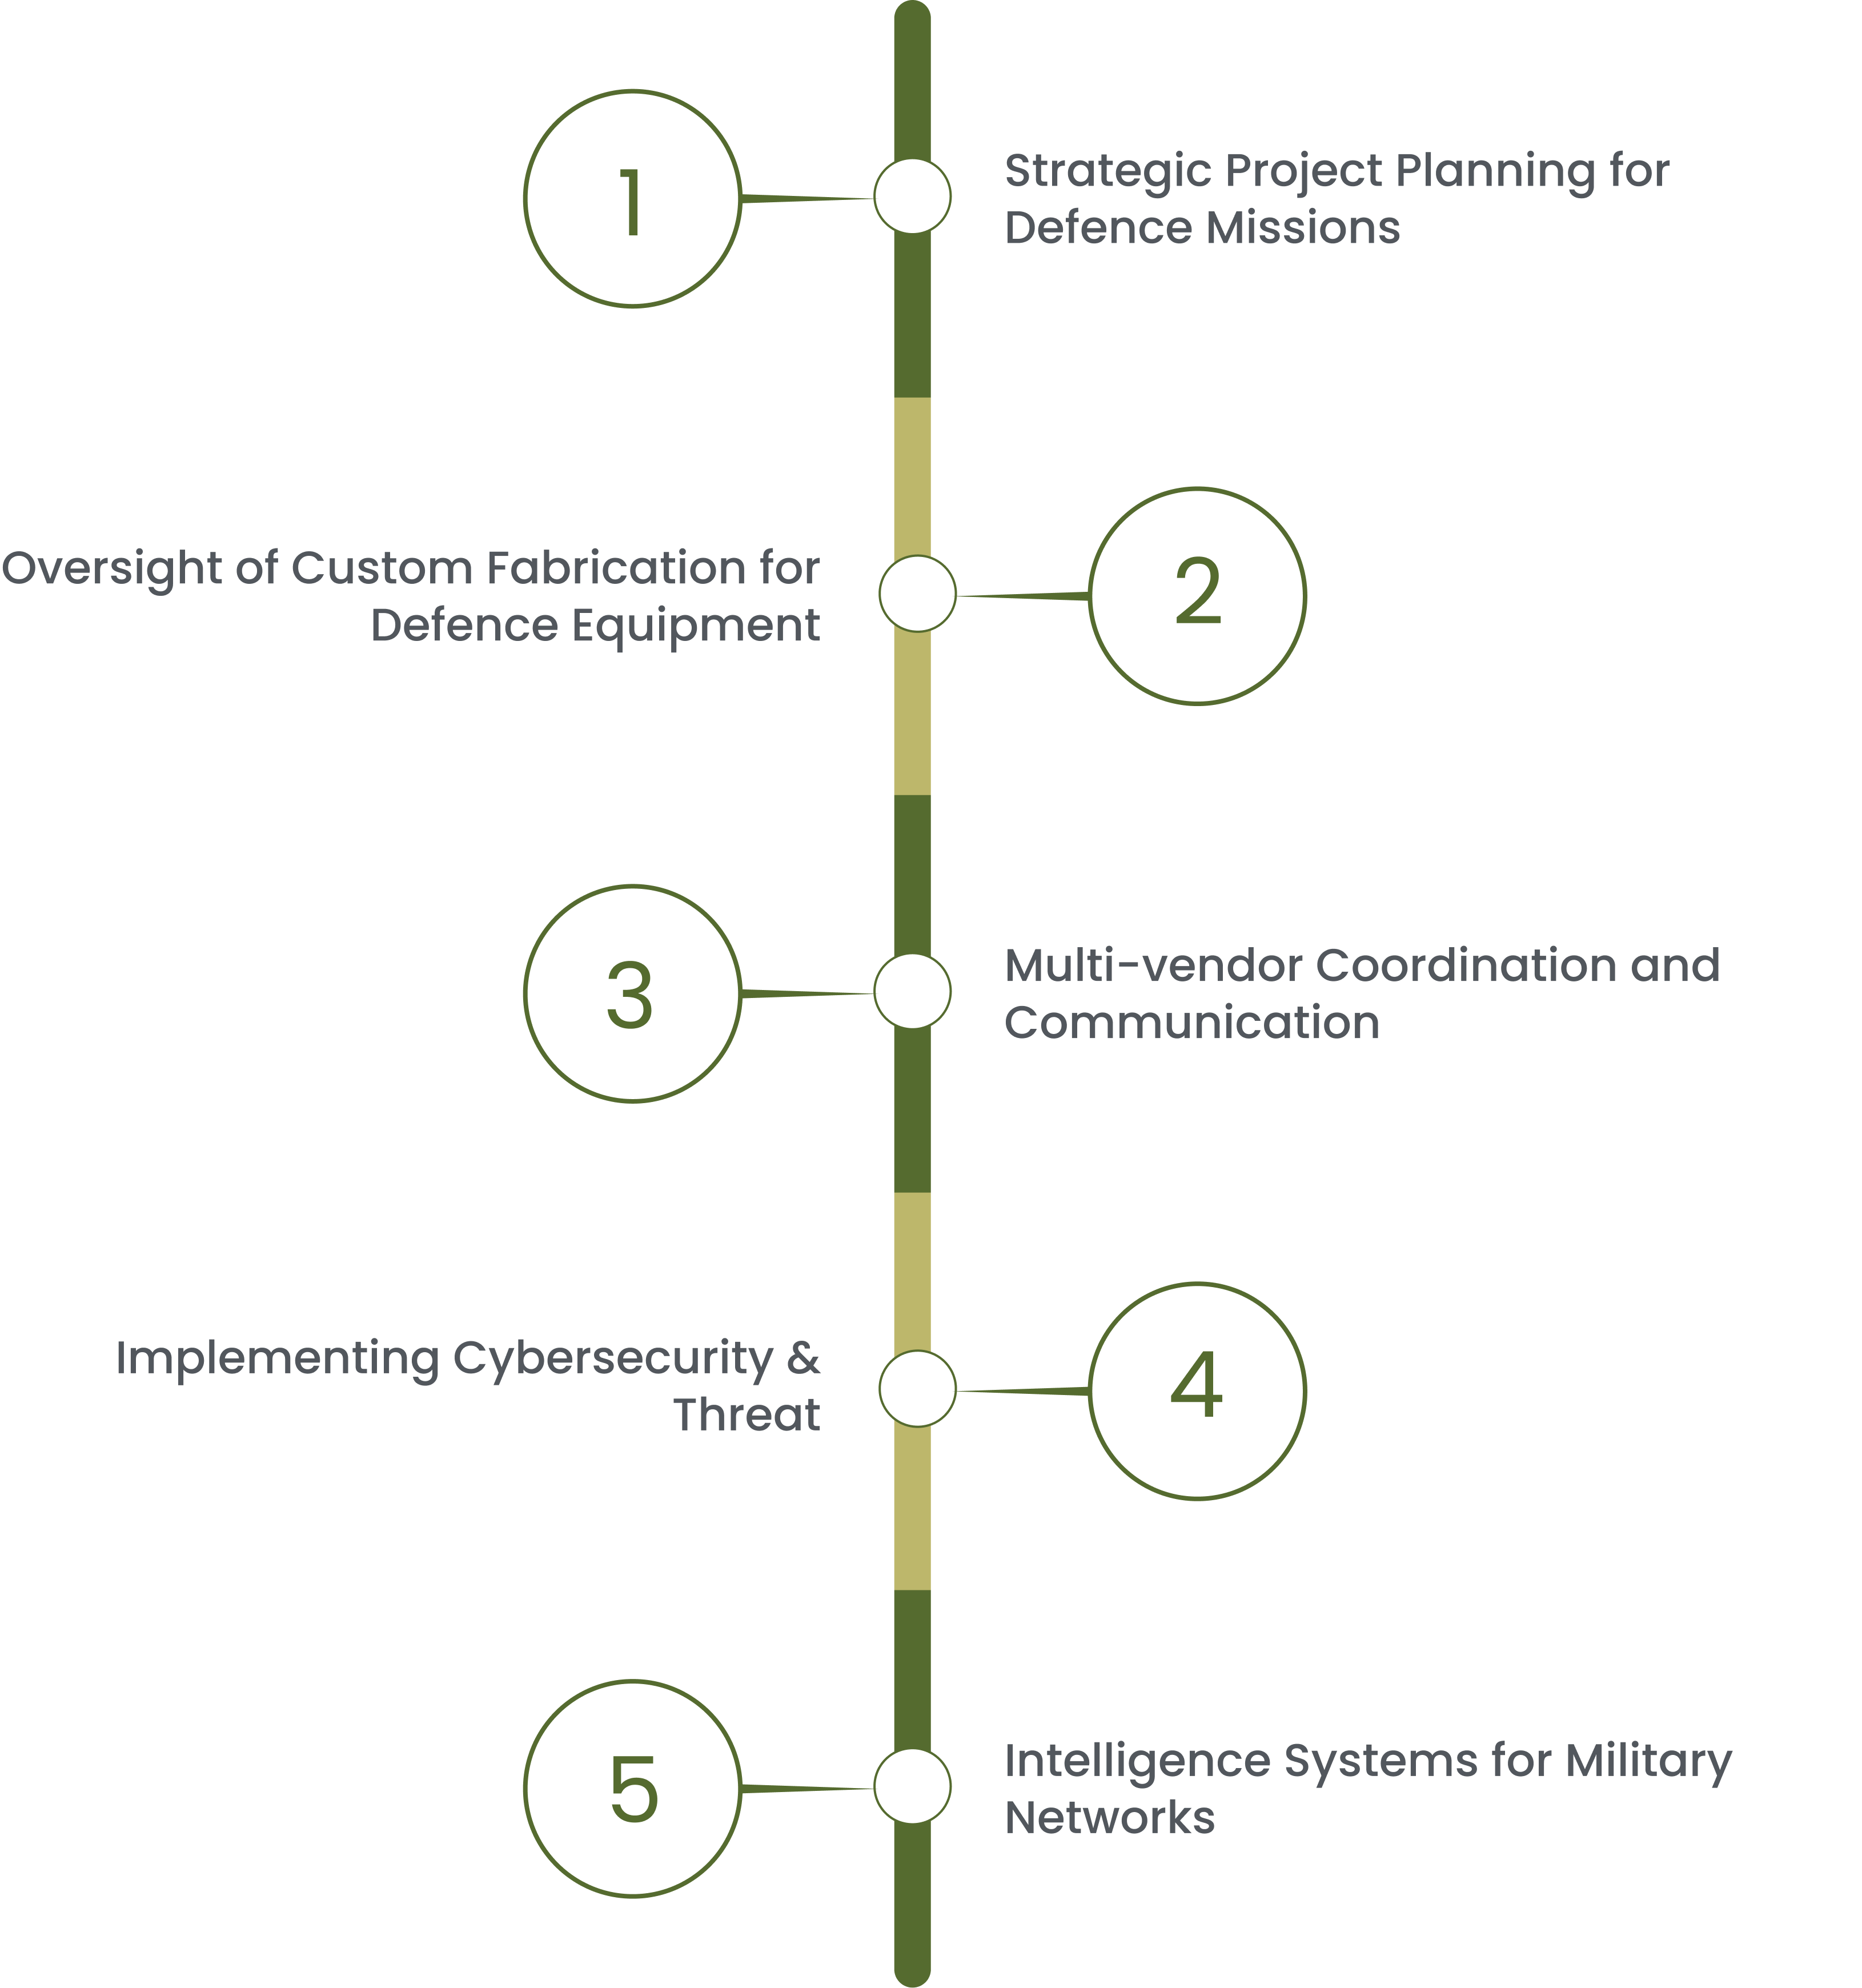 1
Strategic Project Planning for
Defence Missions
Oversight of Custom Fabrication for
Defence Equipment
2
3
Multi-vendor Coordination and
Communication
Implementing Cybersecurity &
Threat
4
5
Intelligence Systems for Military
Networks